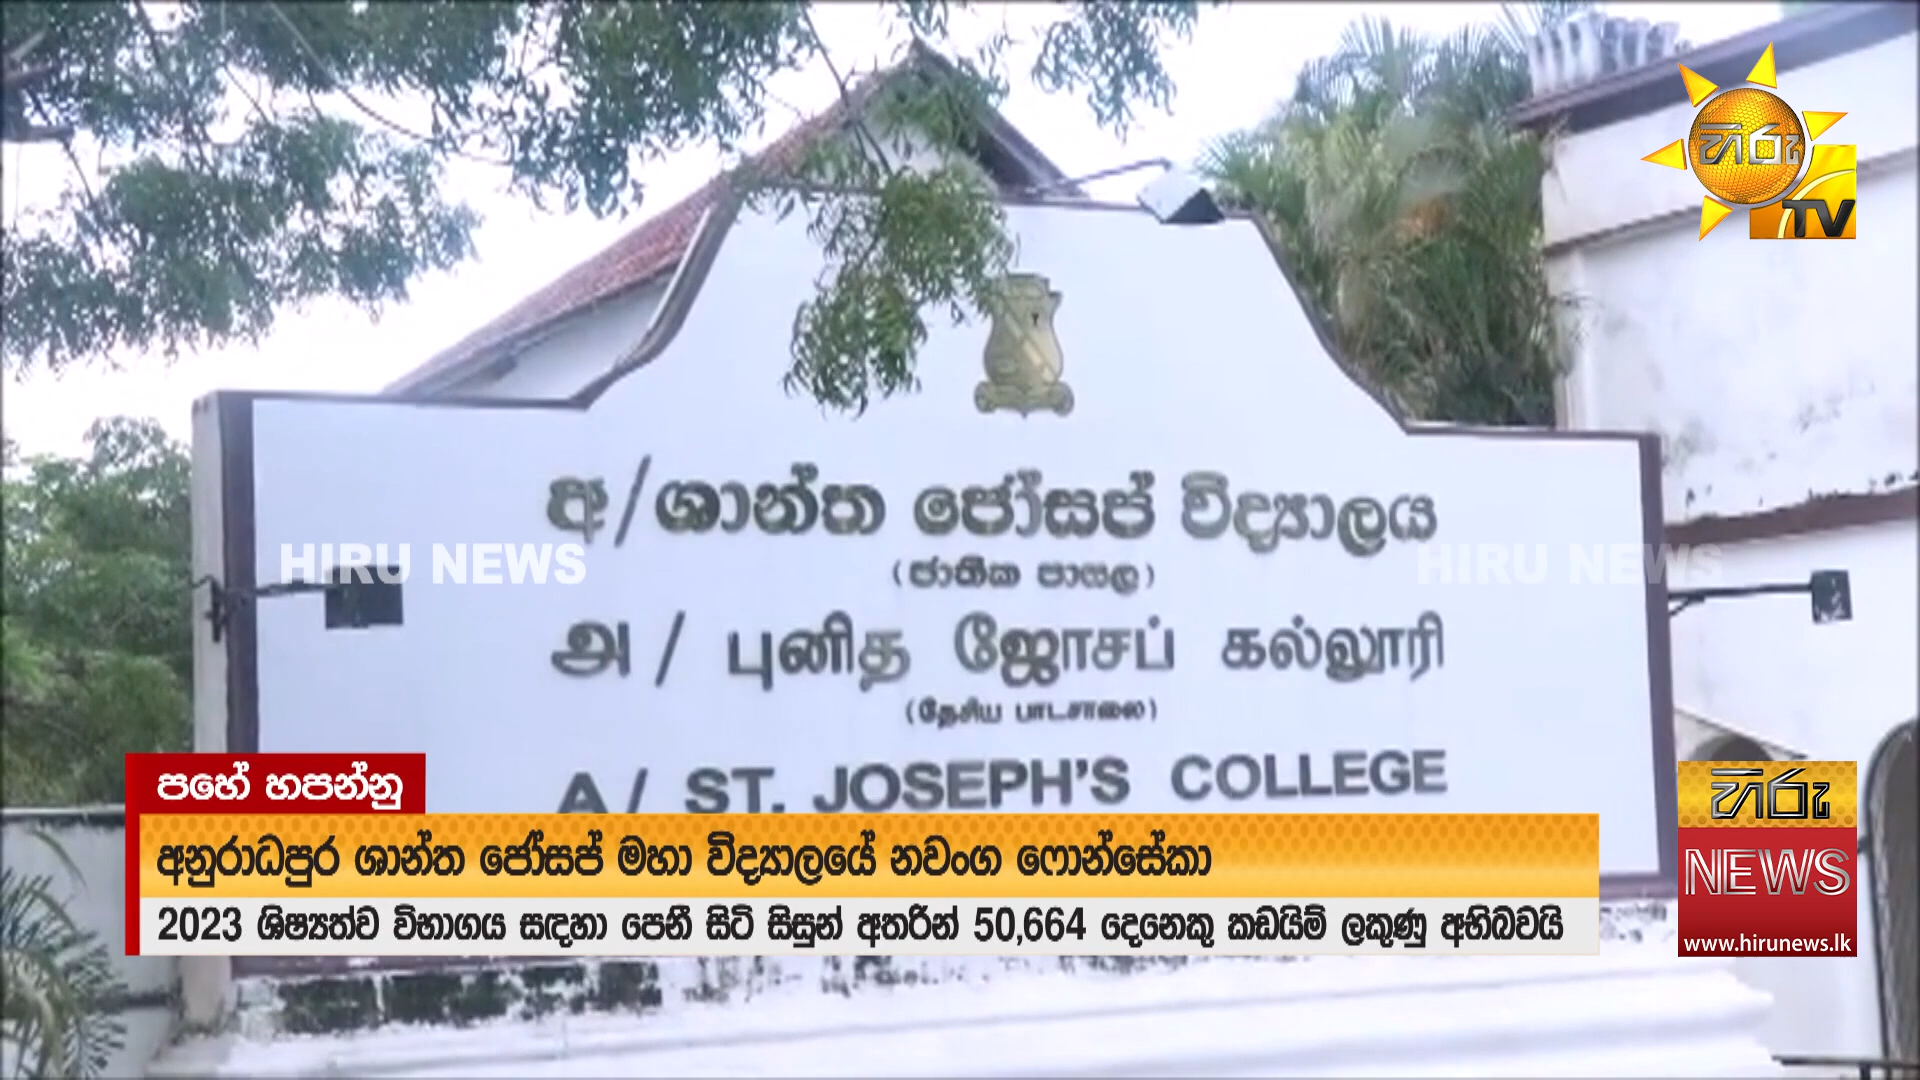 හිරු
TV
අ/ශාන්ත ජෝසප් විද්‍යාලය
HIRU NEWS
HIRU NEWS
(ජාතික පාසල)
அ / புனித ஜோசப் கல்லூரி
(தேசிய பாடசாலை)
A/ ST. JOSEPH'S COLLEGE
පහේ හපන්නු
අනුරාධපුර ශාන්ත ජෝසප් මහා විද්‍යාලයේ නවංග ෆොන්සේකා
2023 ශිෂ්‍යත්ව විභාගය සඳහා පෙනී සිටි සිසුන් අතරින් 50,664 දෙනෙකු කඩයිම් ලකුණු අභිබවයි
හිරු
NEWS
www.hirunews.lk